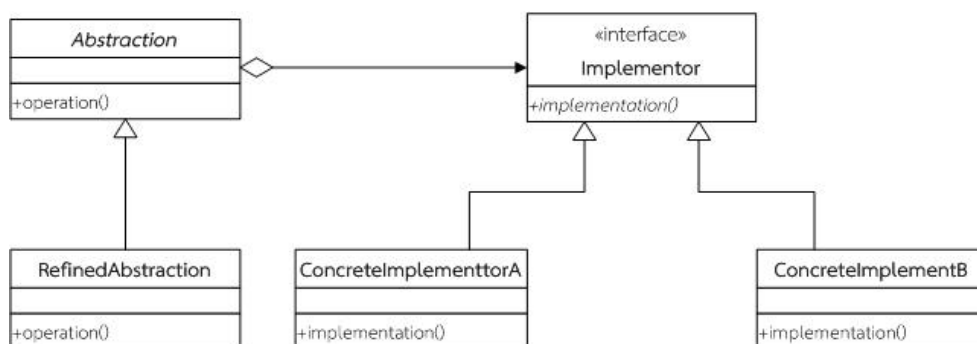 Abstraction
+operation()
«interface»
Implementor
+implementation()
RefinedAbstraction
+operation()
ConcreteImplementtorA
+implementation()
ConcreteImplementB
+implementation()